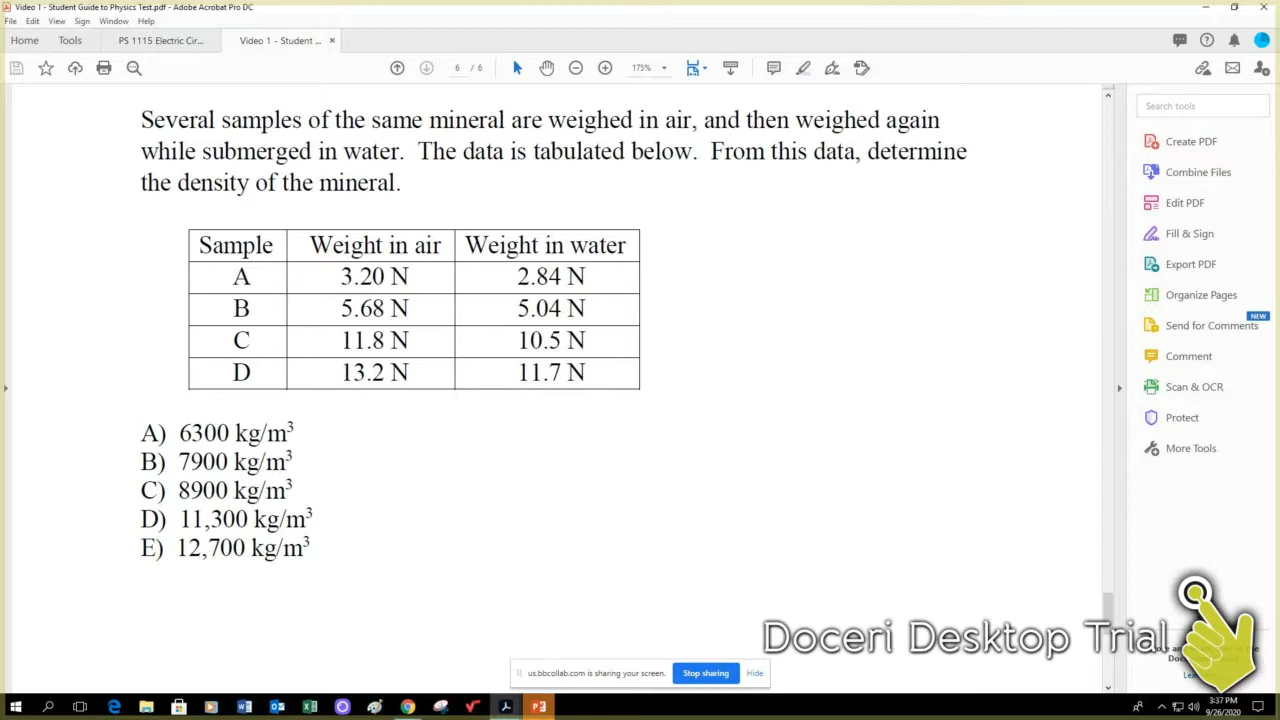 Video 1 - Student Guide to Physics Test.pdf - Adobe Acrobat Pro DC
File Edit View Sign Window Help
Home Tools PS 1115 Electric Cir... Video 1 - Student ... ×
6 / 6 175%
Several samples of the same mineral are weighed in air, and then weighed again
while submerged in water. The data is tabulated below. From this data, determine
the density of the mineral.
Sample Weight in air Weight in water
A 3.20 N 2.84 N
B 5.68 N 5.04 N
C 11.8 N 10.5 N
D 13.2 N 11.7 N
A) 6300 kg/m³
B) 7900 kg/m³
C) 8900 kg/m³
D) 11,300 kg/m³
E) 12,700 kg/m³
Search tools
Create PDF
Combine Files
Edit PDF
Fill & Sign
Export PDF
Organize Pages
NEW
Send for Comments
Comment
Scan & OCR
Protect
More Tools
Doceri Desktop Trial
us.bbcollab.com is sharing your screen. Stop sharing Hide
3:37 PM
9/26/2020